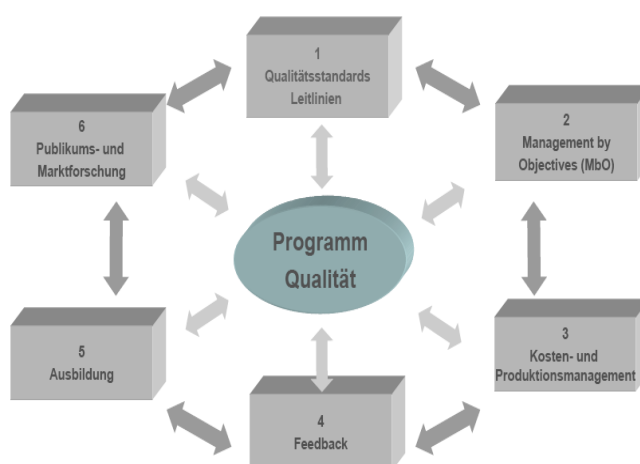 1
Qualitätsstandards
Leitlinien
2
Management by
Objectives (MbO)
3
Kosten- und
Produktionsmanagement
4
Feedback
5
Ausbildung
6
Publikums- und
Marktforschung
Programm
Qualität